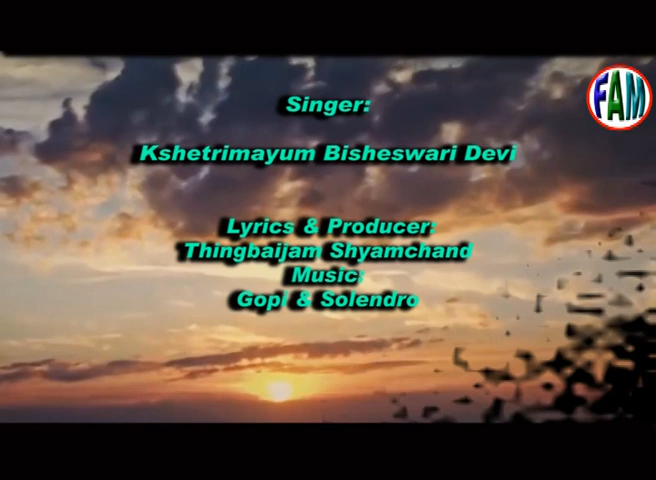 FAM
Singer:
Kshetrimayum Bisheswari Devi
Lyrics & Producer:
Thingbaijam Shyamchand
Music:
Gopi & Solendro